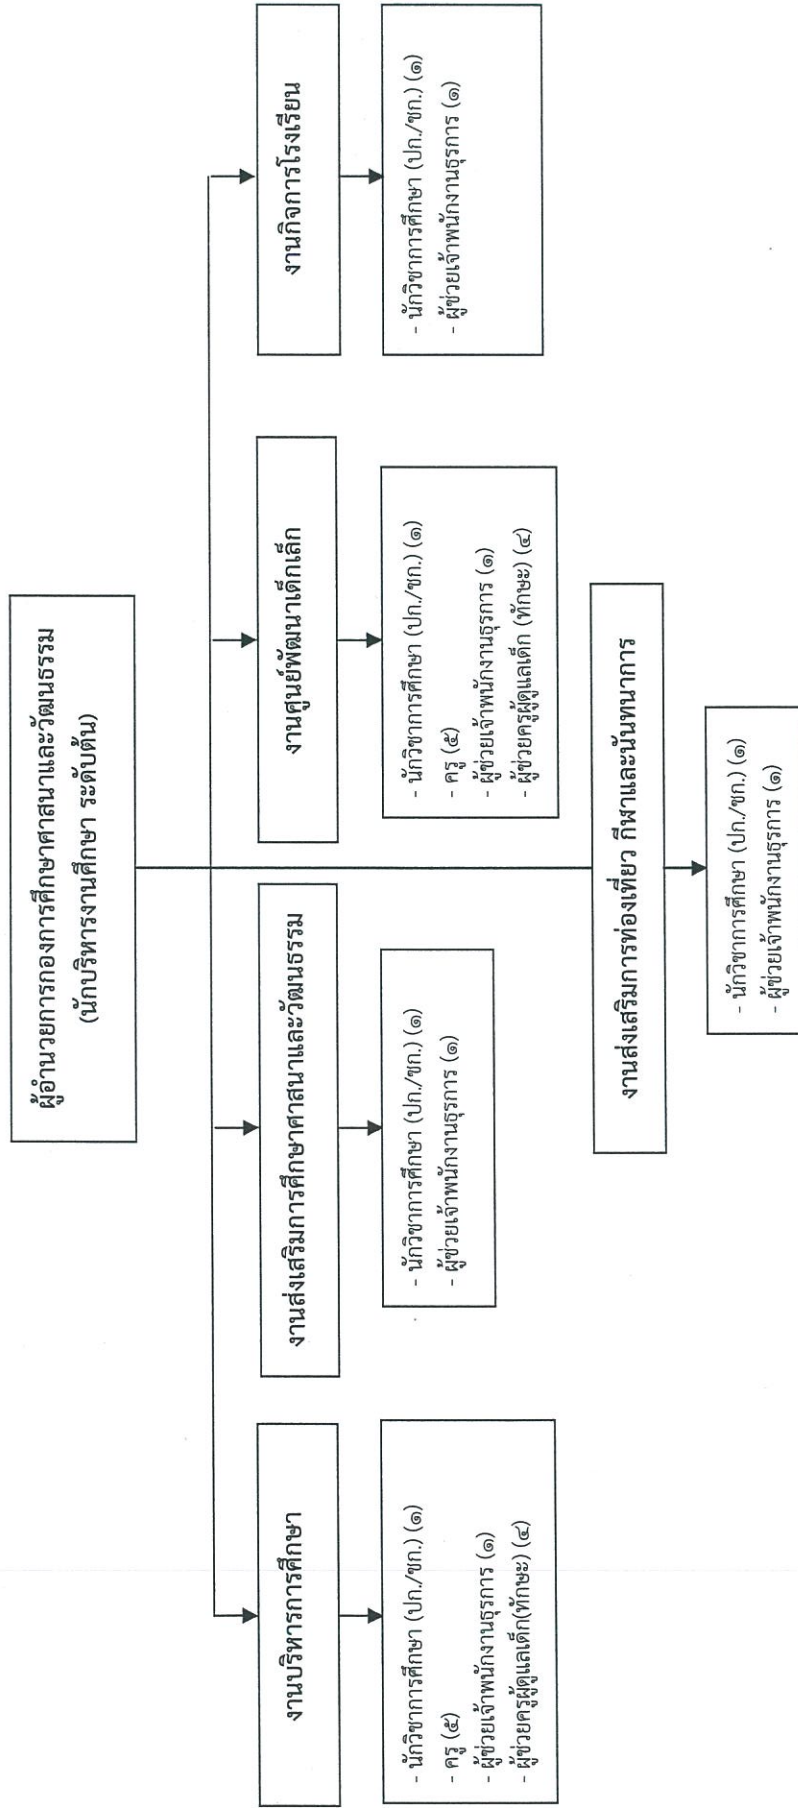 ผู้อำนวยการกองการศึกษาศาสนาและวัฒนธรรม
(นักบริหารงานศึกษา ระดับต้น)
งานบริหารการศึกษา
- นักวิชาการศึกษา (ปก./ชก.) (๑)
- ครู (๕)
- ผู้ช่วยเจ้าพนักงานธุรการ (๑)
- ผู้ช่วยครูผู้ดูแลเด็ก(ทักษะ) (๔)
งานส่งเสริมการศึกษาศาสนาและวัฒนธรรม
- นักวิชาการศึกษา (ปก./ชก.) (๑)
- ผู้ช่วยเจ้าพนักงานธุรการ (๑)
งานศูนย์พัฒนาเด็กเล็ก
- นักวิชาการศึกษา (ปก./ชก.) (๑)
- ครู (๕)
- ผู้ช่วยเจ้าพนักงานธุรการ (๑)
- ผู้ช่วยครูผู้ดูแลเด็ก (ทักษะ) (๔)
งานกิจการโรงเรียน
- นักวิชาการศึกษา (ปก./ชก.) (๑)
- ผู้ช่วยเจ้าพนักงานธุรการ (๑)
งานส่งเสริมการท่องเที่ยว กีฬาและนันทนาการ
- นักวิชาการศึกษา (ปก./ชก.) (๑)
- ผู้ช่วยเจ้าพนักงานธุรการ (๑)